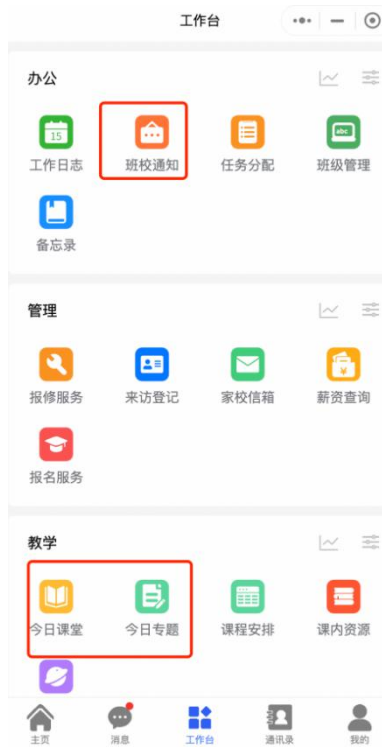 工作台
办公
15 abc
工作日志 班校通知 任务分配 班级管理
备忘录
管理
¥
报修服务 来访登记 家校信箱 薪资查询
报名服务
教学
今日课堂 今日专题 课程安排 课内资源
主页 消息 工作台 通讯录 我的